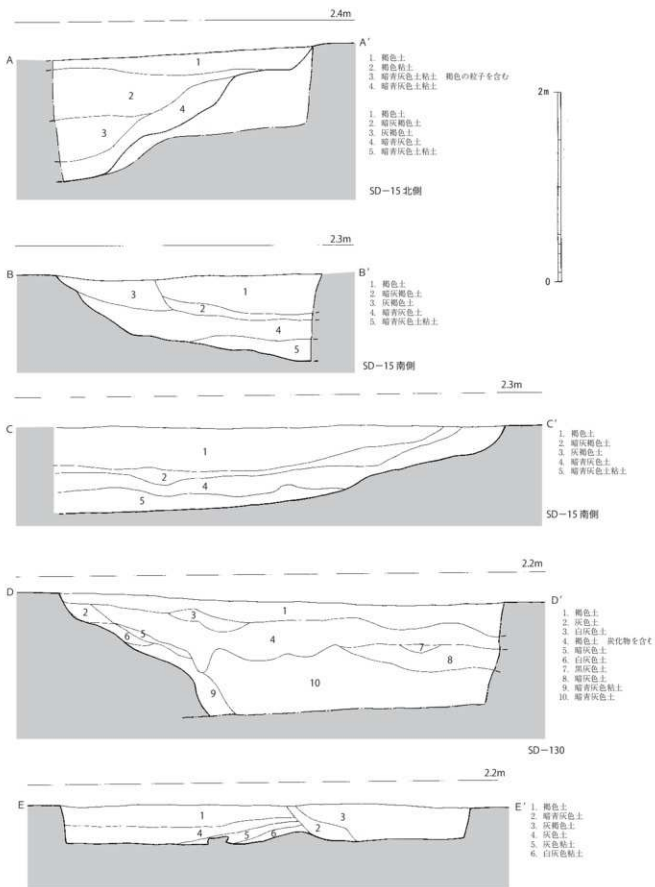 2.4m
A
A´
1
2
3
4
1. 褐色土
2. 褐色粘土
3. 暗青灰色土粘土 褐色の粒子を含む
4. 暗青灰色土粘土
1. 褐色土
2. 暗灰褐色土
3. 灰褐色土
4. 暗青灰色土
5. 暗青灰色土粘土
SD-15 北側
2m
0
2.3m
B
B´
3
1
2
4
5
1. 褐色土
2. 暗灰褐色土
3. 灰褐色土
4. 暗青灰色土
5. 暗青灰色土粘土
SD-15 南側
2.3m
C
C´
1
2
4
5
1. 褐色土
2. 暗灰褐色土
3. 灰褐色土
4. 暗青灰色土
5. 暗青灰色土粘土
SD-15 南側
2.2m
D
D´
2
3
1
6
5
4
7
8
9
10
1. 褐色土
2. 灰色土
3. 白灰色土
4. 褐色土 炭化物を含む
5. 暗灰色土
6. 白灰色土
7. 黒灰色土
8. 暗灰色土
9. 暗青灰色粘土
10. 暗青灰色土
SD-130
2.2m
E
E´
1
3
4
5
6
2
1. 褐色土
2. 暗青灰色土
3. 灰褐色土
4. 灰色土
5. 灰色粘土
6. 白灰色粘土